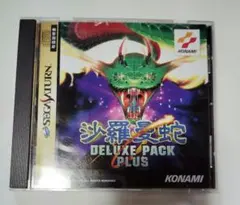 SEGA SATURN
KONAMI
沙羅曼蛇
DELUXE PACK
PLUS
KONAMI